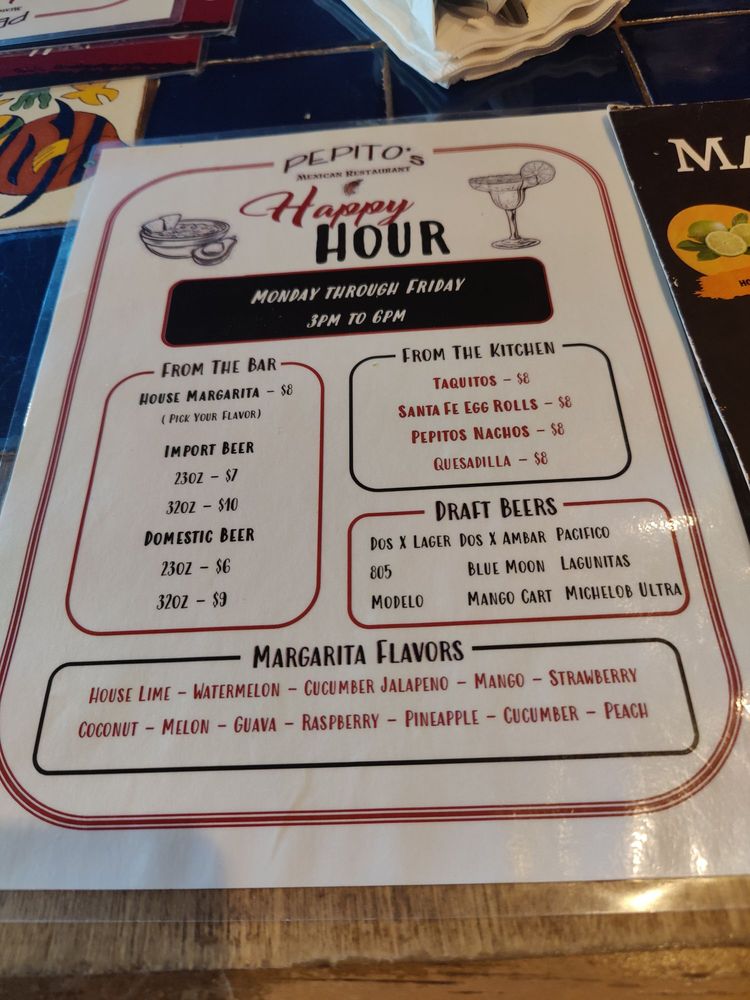 PEPITO'S
MEXICAN RESTAURANT
Happy
HOUR
MONDAY THROUGH FRIDAY
3PM TO 6PM
FROM THE BAR
HOUSE MARGARITA – $8
( PICK YOUR FLAVOR)
IMPORT BEER
23OZ – $7
32OZ – $10
DOMESTIC BEER
23OZ – $6
32OZ – $9
FROM THE KITCHEN
TAQUITOS – $8
SANTA FE EGG ROLLS – $8
PEPITOS NACHOS – $8
QUESADILLA – $8
DRAFT BEERS
DOS X LAGER DOS X AMBAR PACIFICO
805 BLUE MOON LAGUNITAS
MODELO MANGO CART MICHELOB ULTRA
MARGARITA FLAVORS
HOUSE LIME – WATERMELON – CUCUMBER JALAPENO – MANGO – STRAWBERRY
COCONUT – MELON – GUAVA – RASPBERRY – PINEAPPLE – CUCUMBER – PEACH